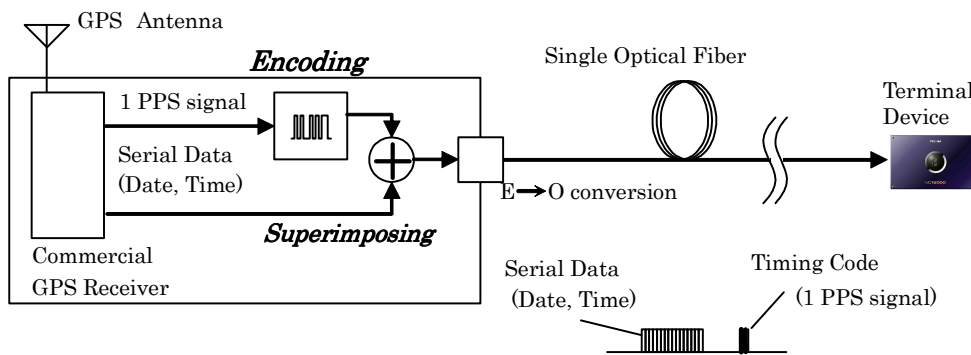 GPS Antenna
Encoding
1 PPS signal
Serial Data
(Date, Time)
Superimposing
Commercial
GPS Receiver
E→O conversion
Single Optical Fiber
Terminal
Device
Serial Data
(Date, Time)
Timing Code
(1 PPS signal)